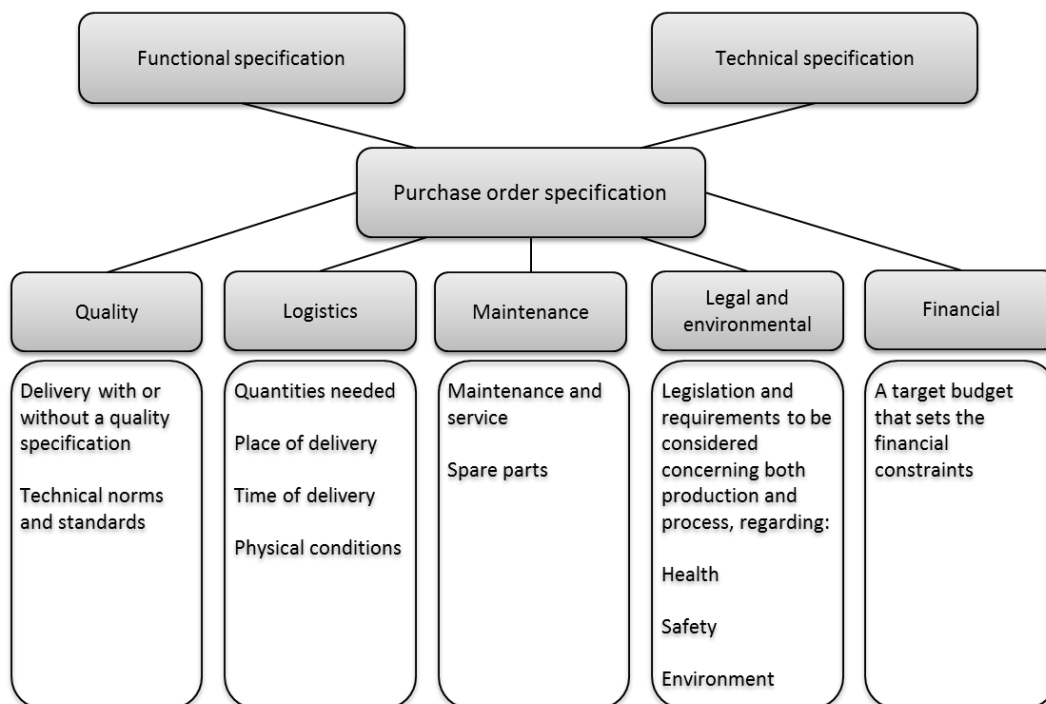 Functional specification
Technical specification
Purchase order specification
Quality
Logistics
Maintenance
Legal and
environmental
Financial
Delivery with or
without a quality
specification
Technical norms
and standards
Quantities needed
Place of delivery
Time of delivery
Physical conditions
Maintenance and
service
Spare parts
Legislation and
requirements to be
considered
concerning both
production and
process, regarding:
Health
Safety
Environment
A target budget
that sets the
financial
constraints